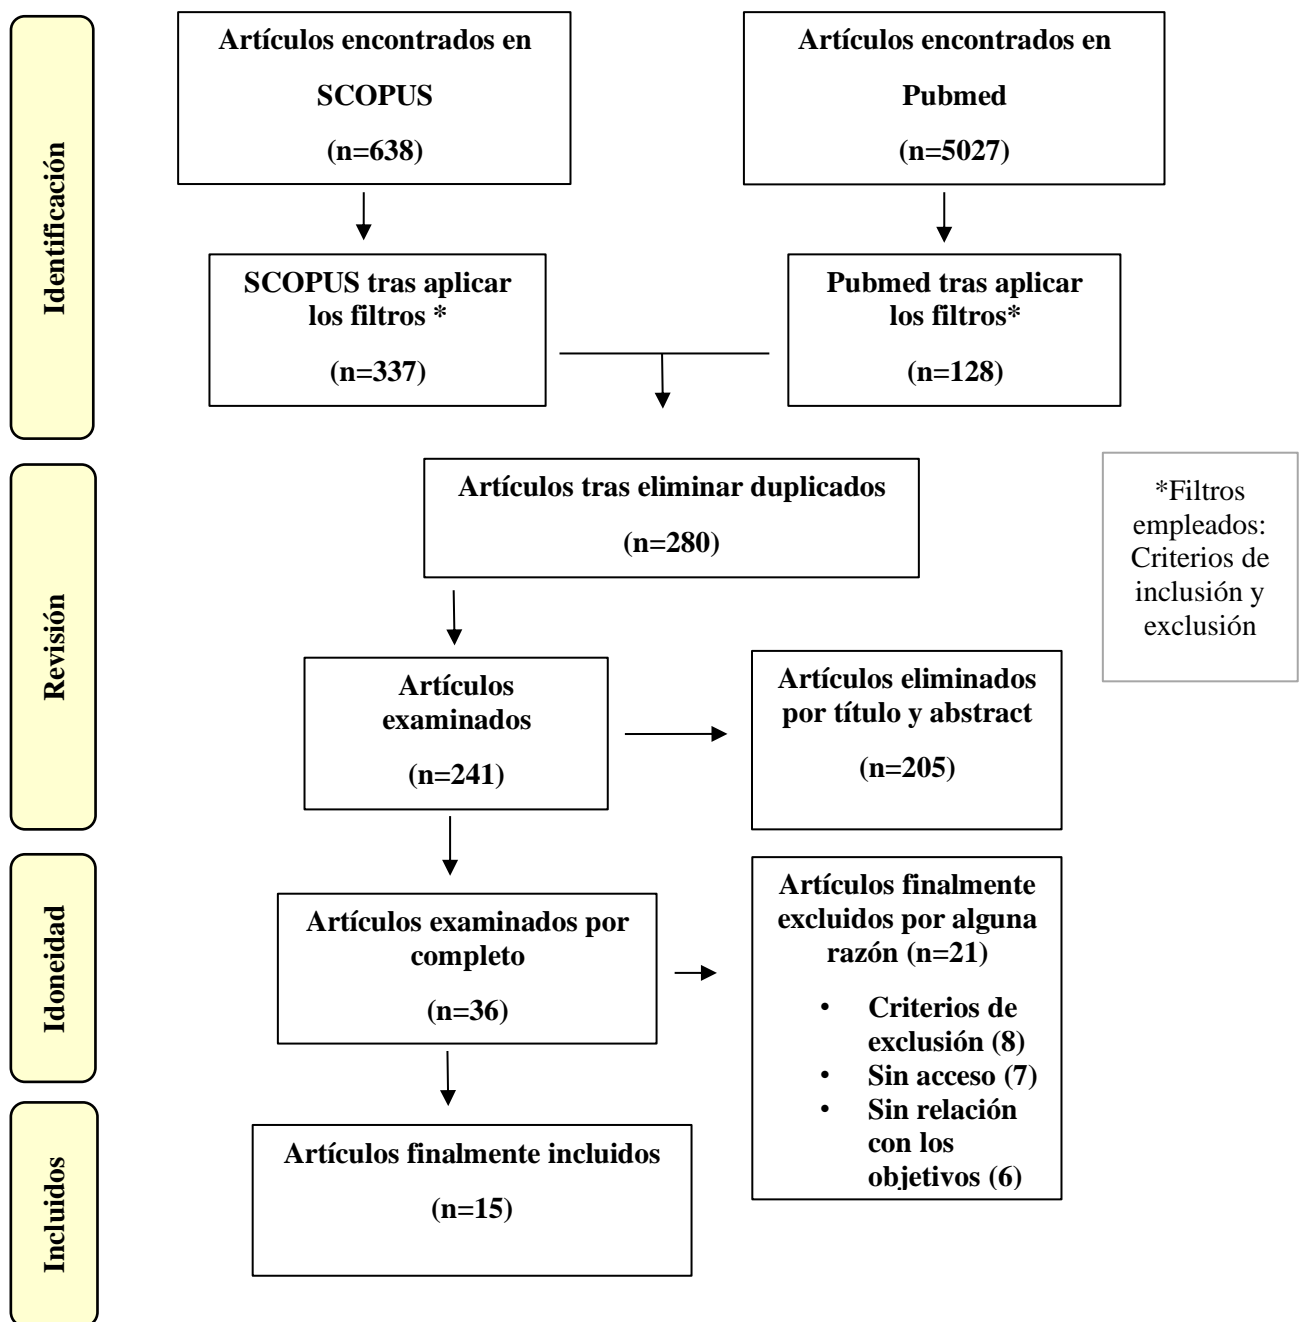 Identificación
Artículos encontrados en
SCOPUS
(n=638)
Artículos encontrados en
Pubmed
(n=5027)
SCOPUS tras aplicar
los filtros *
(n=337)
Pubmed tras aplicar
los filtros*
(n=128)
Revisión
Artículos tras eliminar duplicados
(n=280)
*Filtros
empleados:
Criterios de
inclusión y
exclusión
Artículos
examinados
(n=241)
Artículos eliminados
por título y abstract
(n=205)
Idoneidad
Artículos examinados por
completo
(n=36)
Artículos finalmente
excluidos por alguna
razón (n=21)
• Criterios de
exclusión (8)
• Sin acceso (7)
• Sin relación
con los
objetivos (6)
Incluidos
Artículos finalmente incluidos
(n=15)